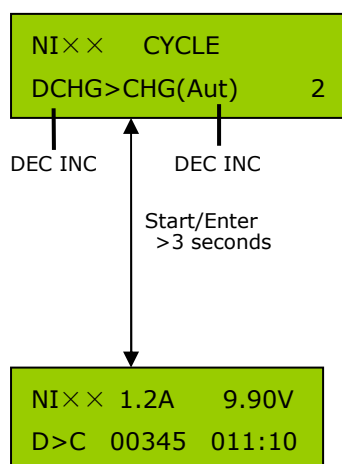 NI×× CYCLE
DCHG>CHG(Aut) 2
DEC INC DEC INC
Start/Enter
>3 seconds
NI×× 1.2A 9.90V
D>C 00345 011:10